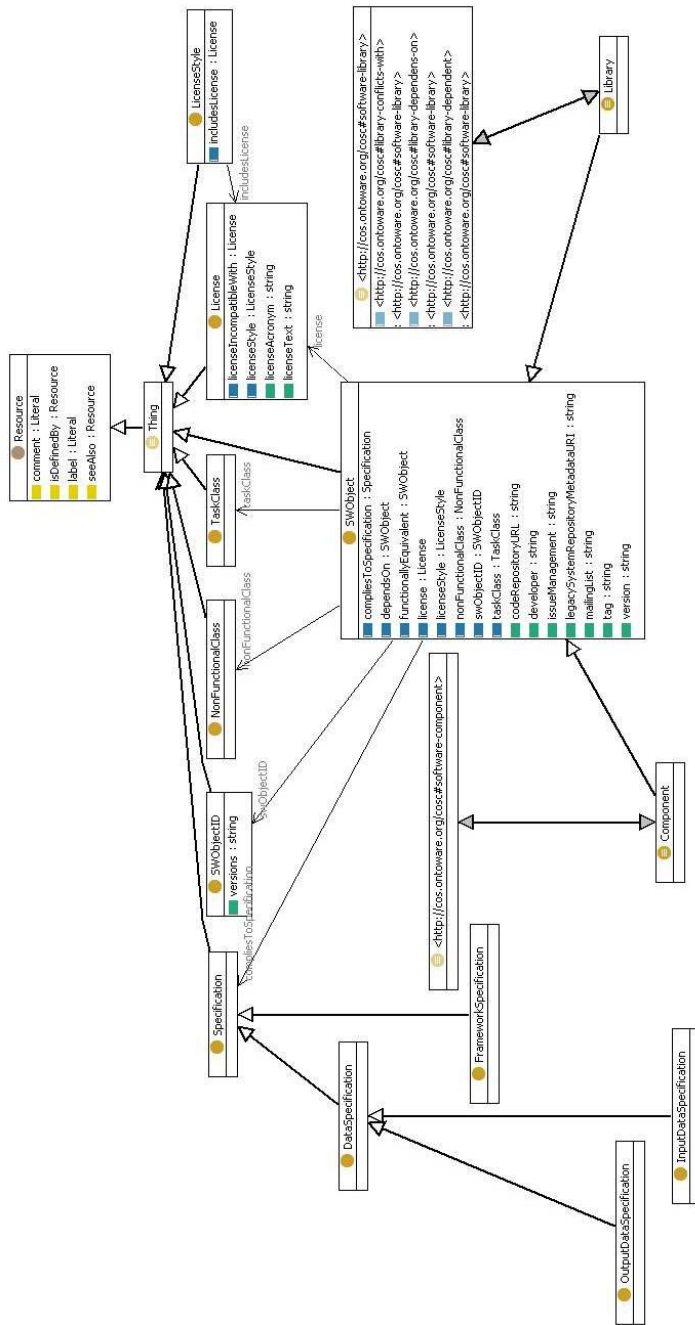 Resource
comment : Literal
isDefinedBy : Resource
label : Literal
seeAlso : Resource
Thing
Specification
SWObjectID
versions : string
NonFunctionalClass
TaskClass
License
licenseIncompatibleWith : License
licenseStyle : LicenseStyle
licenseAcronym : string
licenseText : string
LicenseStyle
includesLicense : License
compliesToSpecification
swObjectID
nonFunctionalClass
taskClass
license
includesLicense
DataSpecification
FrameworkSpecification
OutputDataSpecification
InputDataSpecification
<http://cos.ontoware.org/cosc#software-component>
Component
SWObject
compliesToSpecification : Specification
dependsOn : SWObject
functionallyEquivalent : SWObject
license : License
licenseStyle : LicenseStyle
nonFunctionalClass : NonFunctionalClass
swObjectID : SWObjectID
taskClass : TaskClass
codeRepositoryURL : string
developer : string
issueManagement : string
legacySystemRepositoryMetadataURI : string
mailingList : string
tag : string
version : string
<http://cos.ontoware.org/cosc#software-library>
<http://cos.ontoware.org/cosc#library-conflicts-with>
: <http://cos.ontoware.org/cosc#software-library>
<http://cos.ontoware.org/cosc#library-dependens-on>
: <http://cos.ontoware.org/cosc#software-library>
<http://cos.ontoware.org/cosc#library-dependent>
: <http://cos.ontoware.org/cosc#software-library>
Library